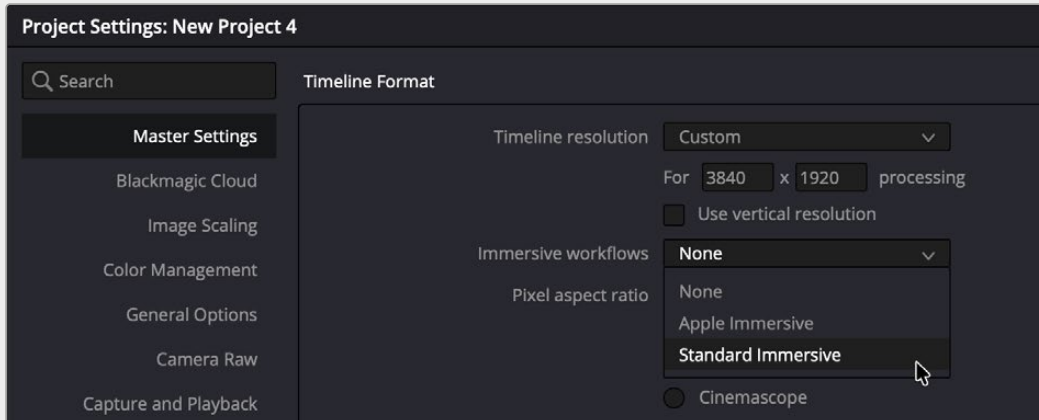 Project Settings: New Project 4
Search
Master Settings
Blackmagic Cloud
Image Scaling
Color Management
General Options
Camera Raw
Capture and Playback
Timeline Format
Timeline resolution Custom
For 3840 x 1920 processing
Use vertical resolution
Immersive workflows None
Pixel aspect ratio
None
Apple Immersive
Standard Immersive
Cinemascope